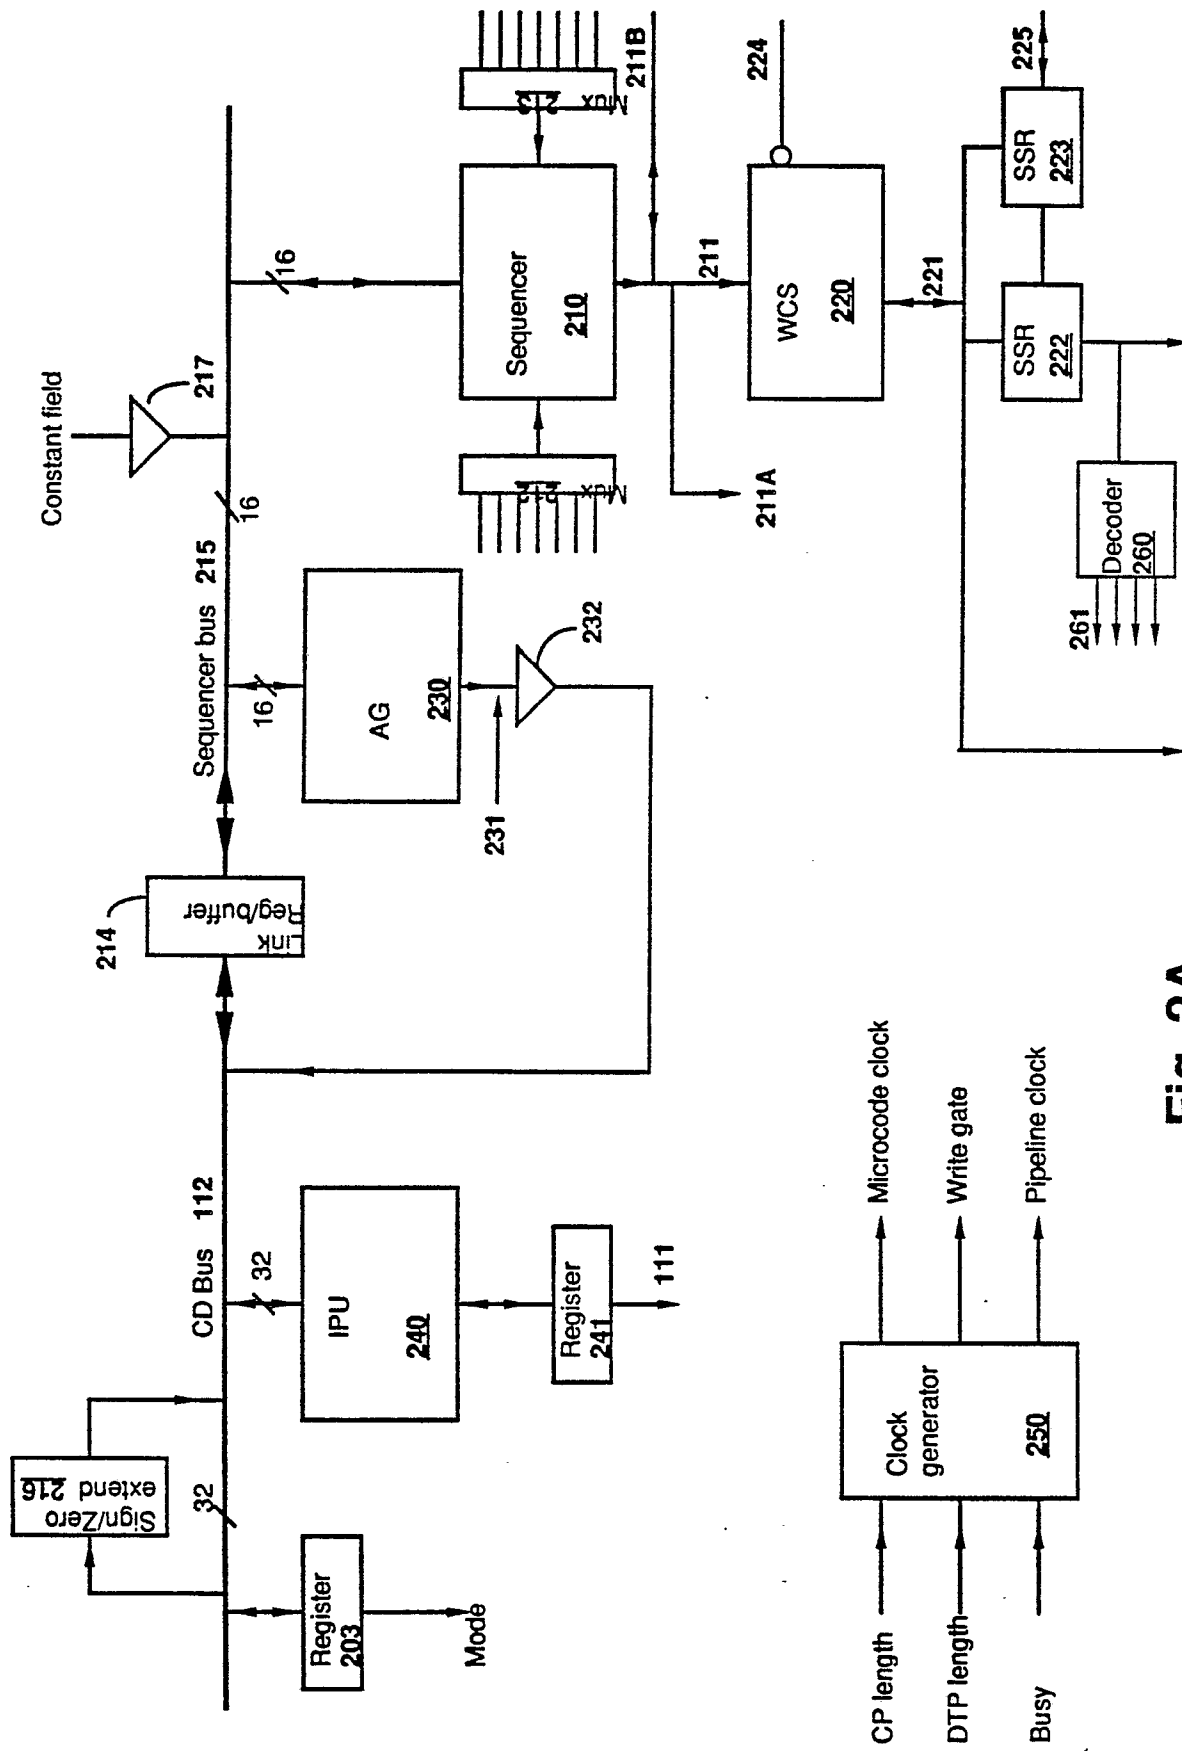 Sign/Zero
extend 216
32
Register
203
Mode
CD Bus 112
32
IPU
240
Register
241
111
214
Link
Reg/buffer
Sequencer bus 215
16
AG
230
231
232
16
Constant field
217
16
Mux
212
Sequencer
210
Mux
213
211A
211
211B
WCS
220
224
221
SSR
222
SSR
223
225
Decoder
260
261
CP length
DTP length
Busy
Clock
generator
250
Microcode clock
Write gate
Pipeline clock